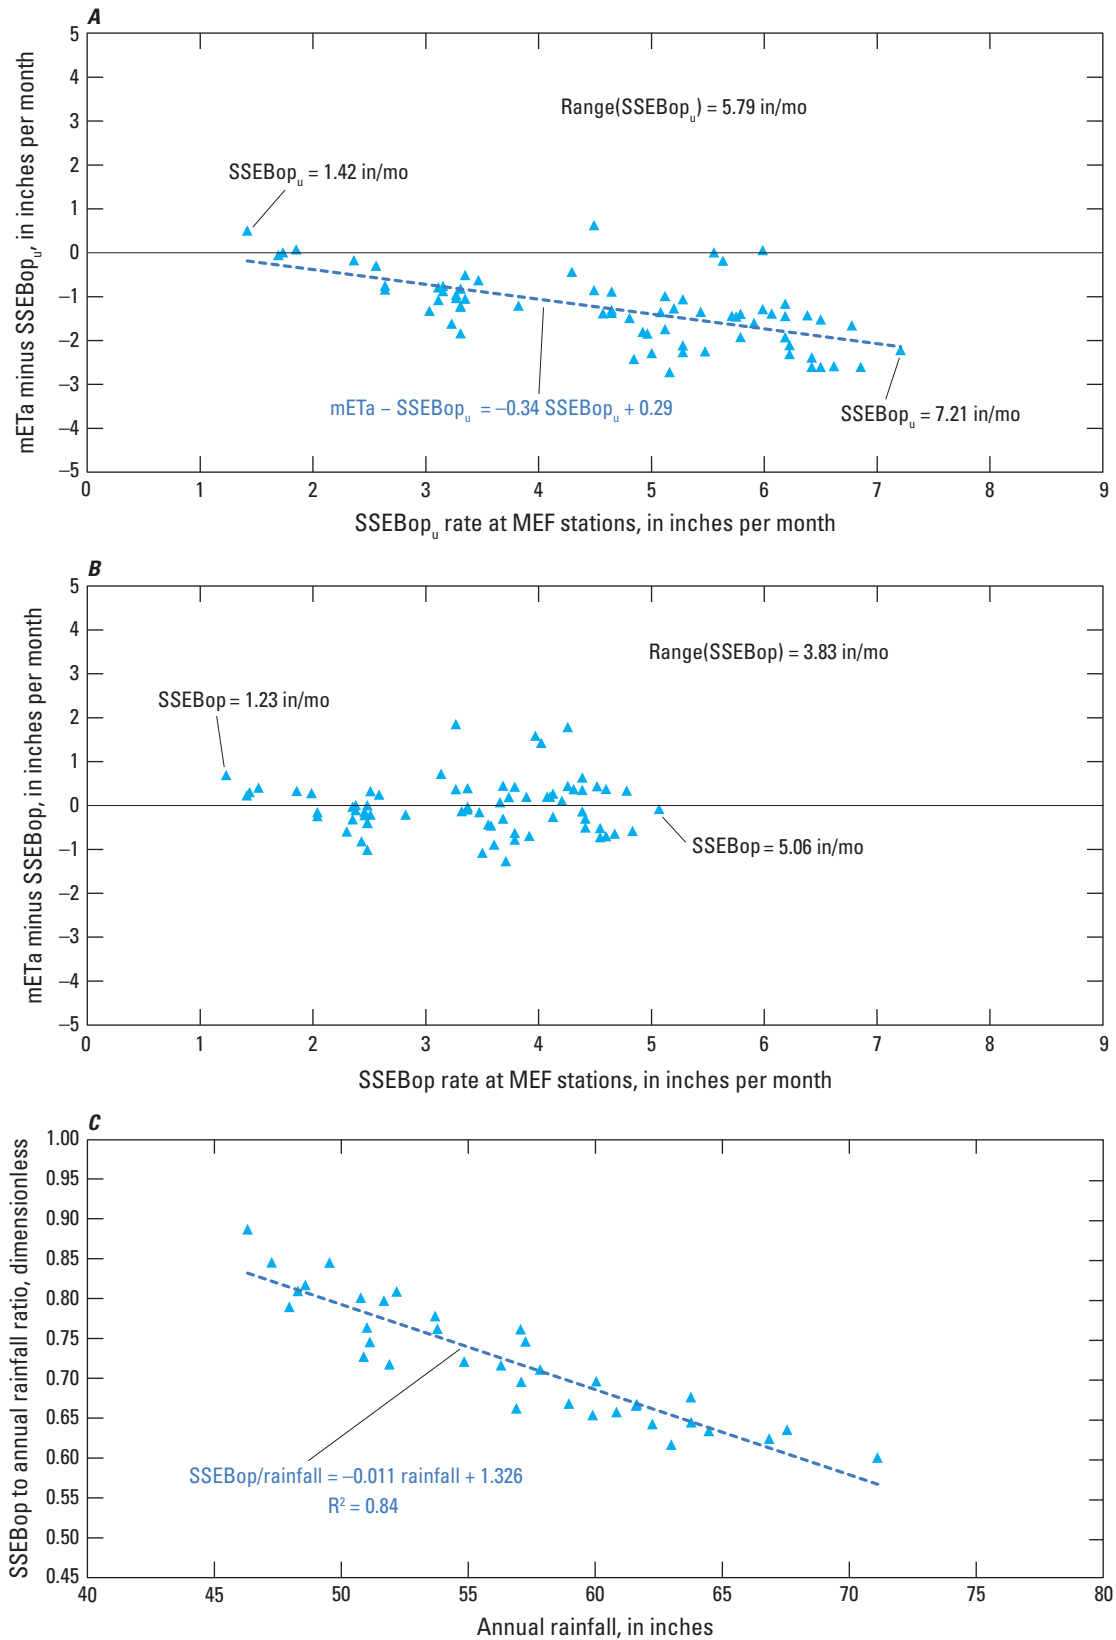 A
5
4
3
2
1
0
–1
–2
–3
–4
–5
mETa minus SSEBopᵤ, in inches per month
Range(SSEBopᵤ) = 5.79 in/mo
SSEBopᵤ = 1.42 in/mo
mETa – SSEBopᵤ = –0.34 SSEBopᵤ + 0.29
SSEBopᵤ = 7.21 in/mo
0 1 2 3 4 5 6 7 8 9
SSEBopᵤ rate at MEF stations, in inches per month
B
5
4
3
2
1
0
–1
–2
–3
–4
–5
mETa minus SSEBop, in inches per month
Range(SSEBop) = 3.83 in/mo
SSEBop = 1.23 in/mo
SSEBop = 5.06 in/mo
0 1 2 3 4 5 6 7 8 9
SSEBop rate at MEF stations, in inches per month
C
1.00
0.95
0.90
0.85
0.80
0.75
0.70
0.65
0.60
0.55
0.50
0.45
SSEBop to annual rainfall ratio, dimensionless
SSEBop/rainfall = –0.011 rainfall + 1.326
R² = 0.84
40 45 50 55 60 65 70 75 80
Annual rainfall, in inches